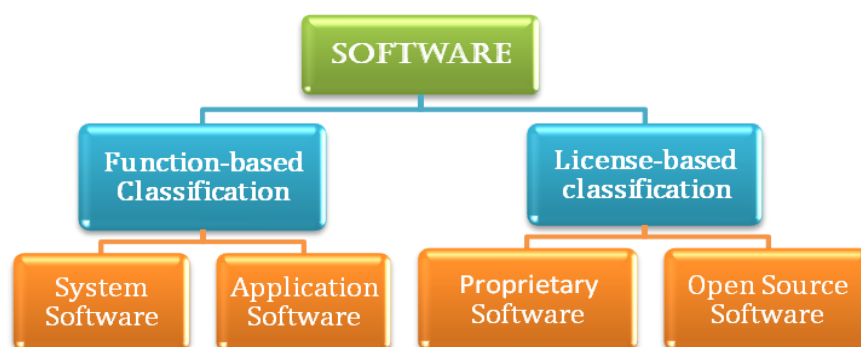 SOFTWARE
Function-based
Classification
License-based
classification
System
Software
Application
Software
Proprietary
Software
Open Source
Software